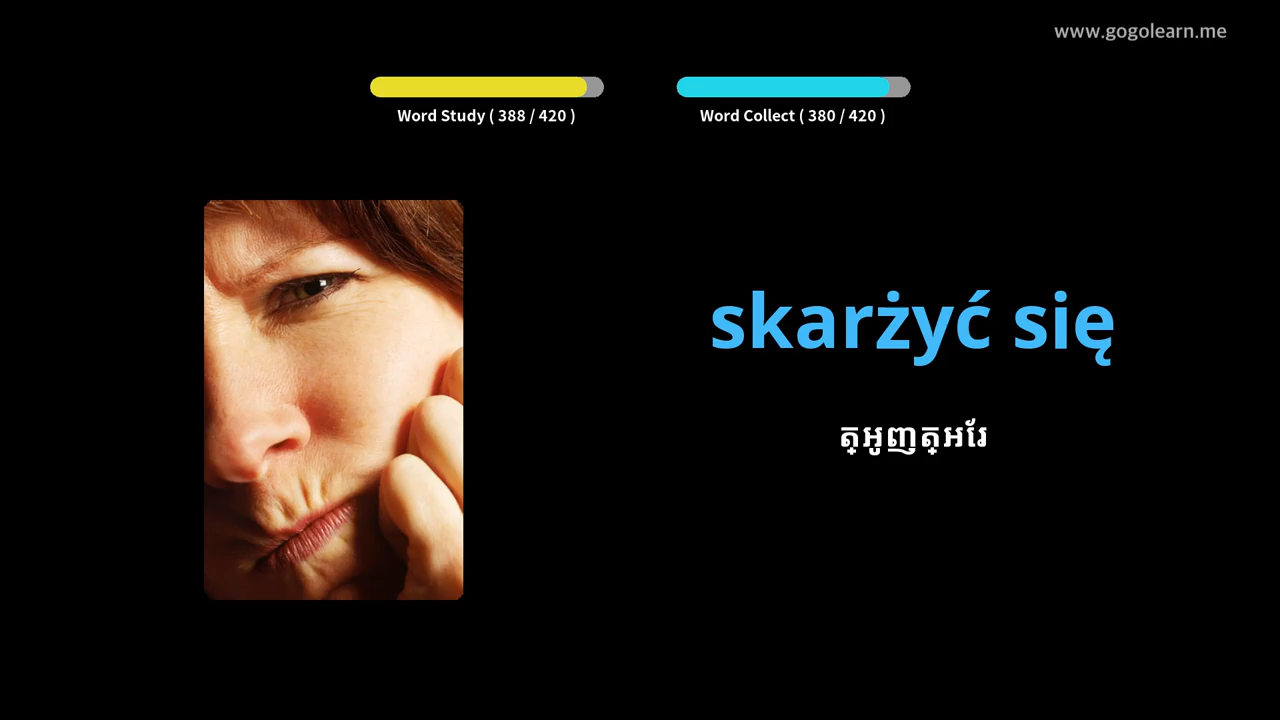 www.gogolearn.me
Word Study ( 388 / 420 )
Word Collect ( 380 / 420 )
skarżyć się
ត្អូញត្អរែ